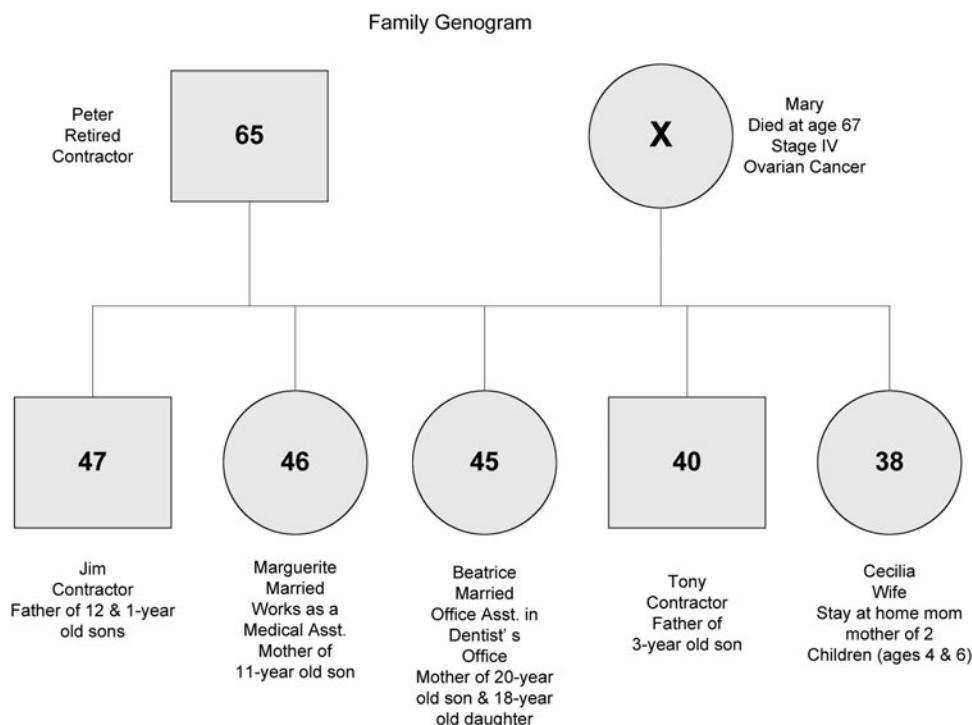 Family Genogram
Peter
Retired
Contractor
65
X
Mary
Died at age 67
Stage IV
Ovarian Cancer
47
46
45
40
38
Jim
Contractor
Father of 12 & 1-year
old sons
Marguerite
Married
Works as a
Medical Asst.
Mother of
11-year old son
Beatrice
Married
Office Asst. in
Dentist' s
Office
Mother of 20-year
old son & 18-year
old daughter
Tony
Contractor
Father of
3-year old son
Cecilia
Wife
Stay at home mom
mother of 2
Children (ages 4 & 6)